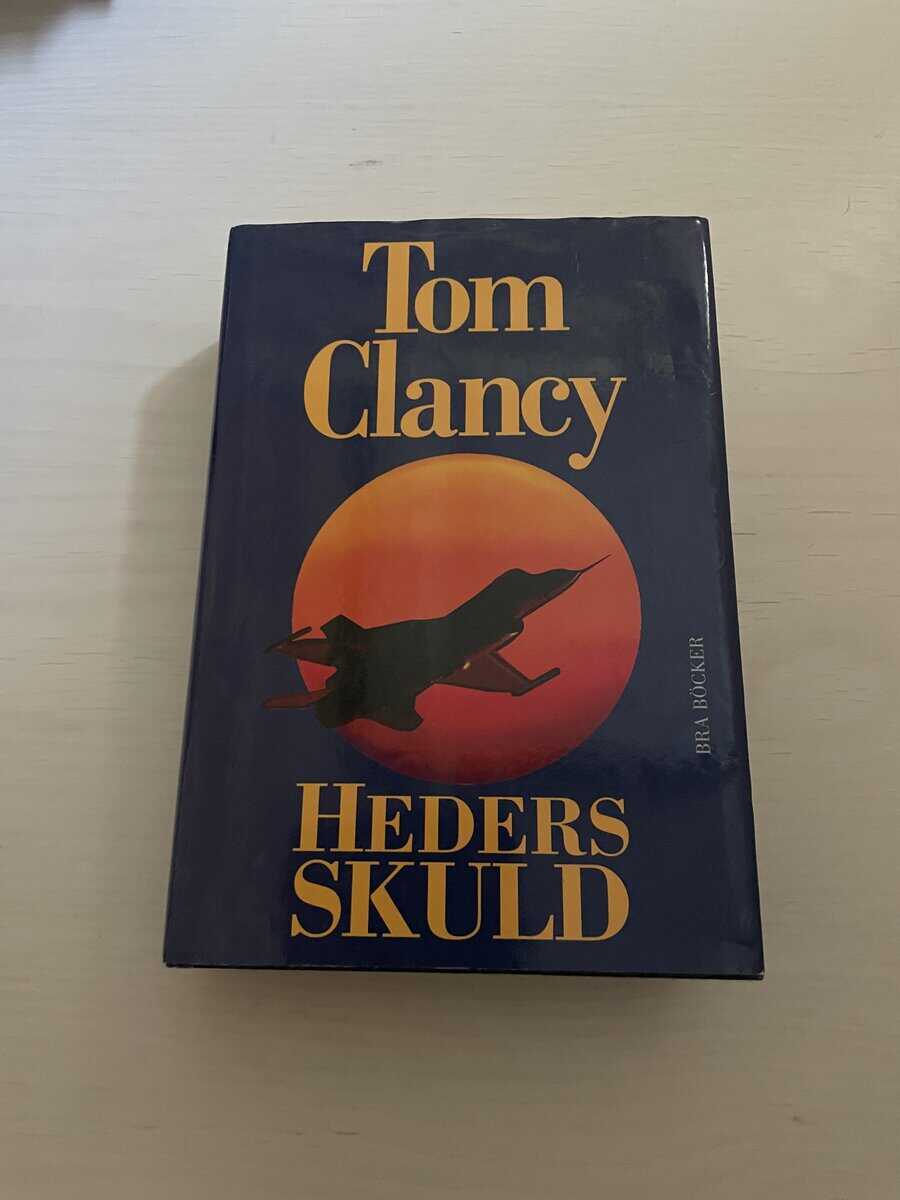 Tom
Clancy
BRA BÖCKER
HEDERS
SKULD